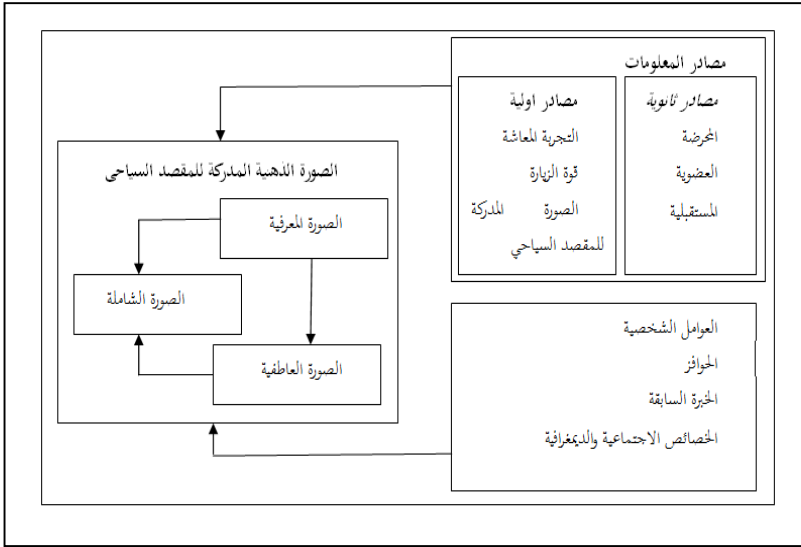 مصادر المعلومات
مصادر ثانوية
المحرضة
العضوية
المستقبلية
مصادر اولية
التجربة المعاشة
قوة الزيارة
الصورة المدركة
للمقصد السياحي
الصورة الذهنية المدركة للمقصد السياحي
الصورة المعرفية
الصورة الشاملة
الصورة العاطفية
العوامل الشخصية
الحوافز
الخبرة السابقة
الخصائص الاجتماعية والديمغرافية